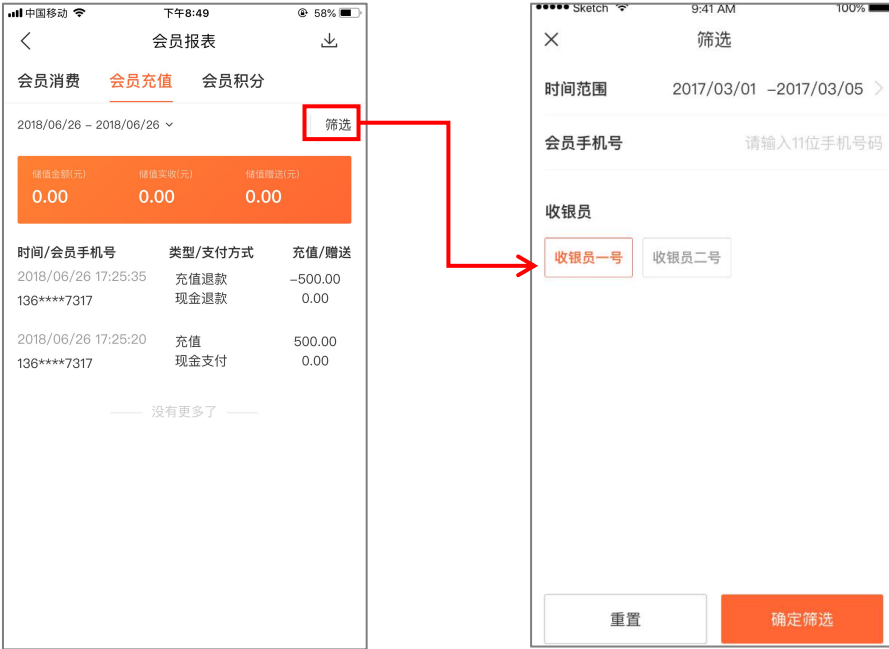 中国移动 下午8:49 58%
会员报表
会员消费 会员充值 会员积分
2018/06/26 – 2018/06/26 筛选
储值金额(元) 储值实收(元) 储值赠送(元)
0.00 0.00 0.00
时间/会员手机号 类型/支付方式 充值/赠送
2018/06/26 17:25:35 充值退款 –500.00
136****7317 现金退款 0.00
2018/06/26 17:25:20 充值 500.00
136****7317 现金支付 0.00
没有更多了
Sketch 9:41 AM 100%
筛选
时间范围 2017/03/01 –2017/03/05
会员手机号 请输入11位手机号码
收银员
收银员一号 收银员二号
重置 确定筛选